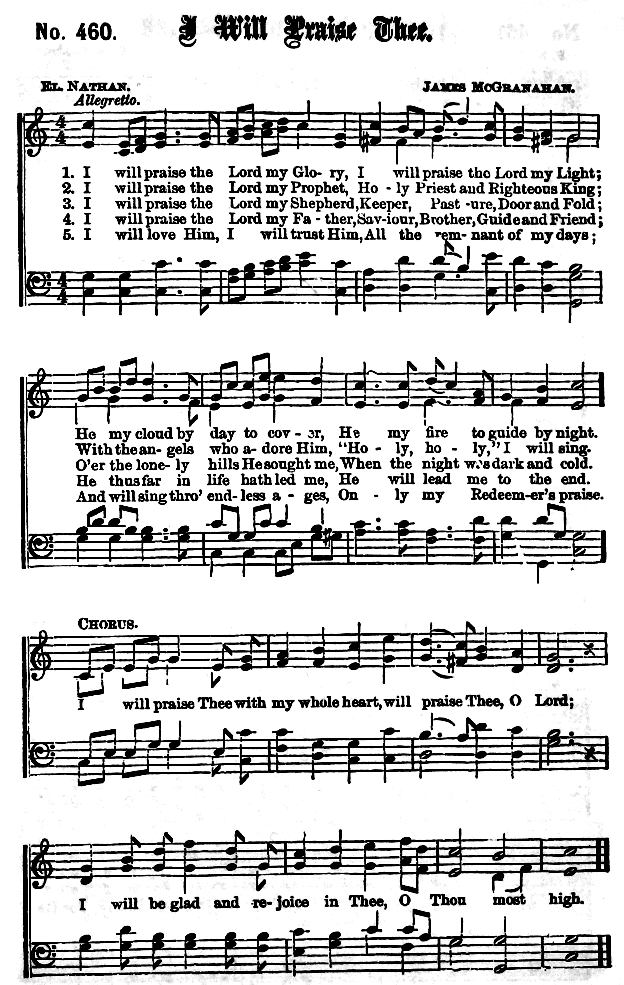 No. 460. I Will Praise Thee.
EL. NATHAN. JAMES MCGRANAHAN.
Allegretto.
1. I will praise the Lord my Glo- ry, I will praise the Lord my Light;
2. I will praise the Lord my Prophet, Ho - ly Priest and Righteous King;
3. I will praise the Lord my Shepherd, Keeper, Past - ure, Door and Fold;
4. I will praise the Lord my Fa - ther, Sav-iour, Brother, Guide and Friend;
5. I will love Him, I will trust Him, All the rem - nant of my days;
He my cloud by day to cov - er, He my fire to guide by night.
With the an- gels who a- dore Him, "Ho - ly, ho - ly," I will sing.
O'er the lone- ly hills He sought me, When the night was dark and cold.
He thus far in life hath led me, He will lead me to the end.
And will sing thro' end- less a - ges, On - ly my Redeem-er's praise.
CHORUS.
I will praise Thee with my whole heart, will praise Thee, O Lord;
I will be glad and re- joice in Thee, O Thou most high.